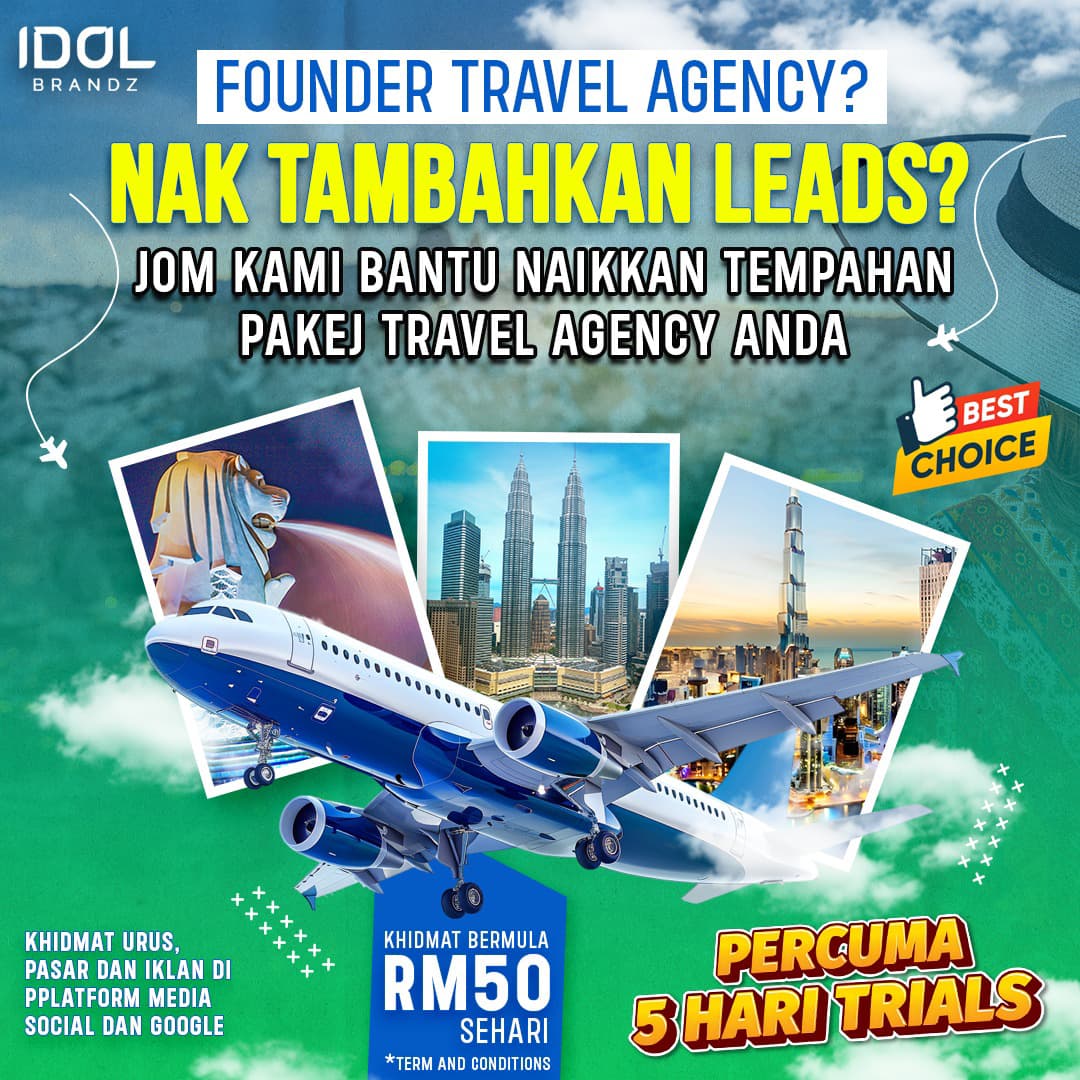 IDOL
BRANDZ
FOUNDER TRAVEL AGENCY?
NAK TAMBAHKAN LEADS?
JOM KAMI BANTU NAIKKAN TEMPAHAN
PAKEJ TRAVEL AGENCY ANDA
BEST
CHOICE
KHIDMAT URUS,
PASAR DAN IKLAN DI
PPLATFORM MEDIA
SOCIAL DAN GOOGLE
KHIDMAT BERMULA
RM50
SEHARI
*TERM AND CONDITIONS
PERCUMA
5 HARI TRIALS